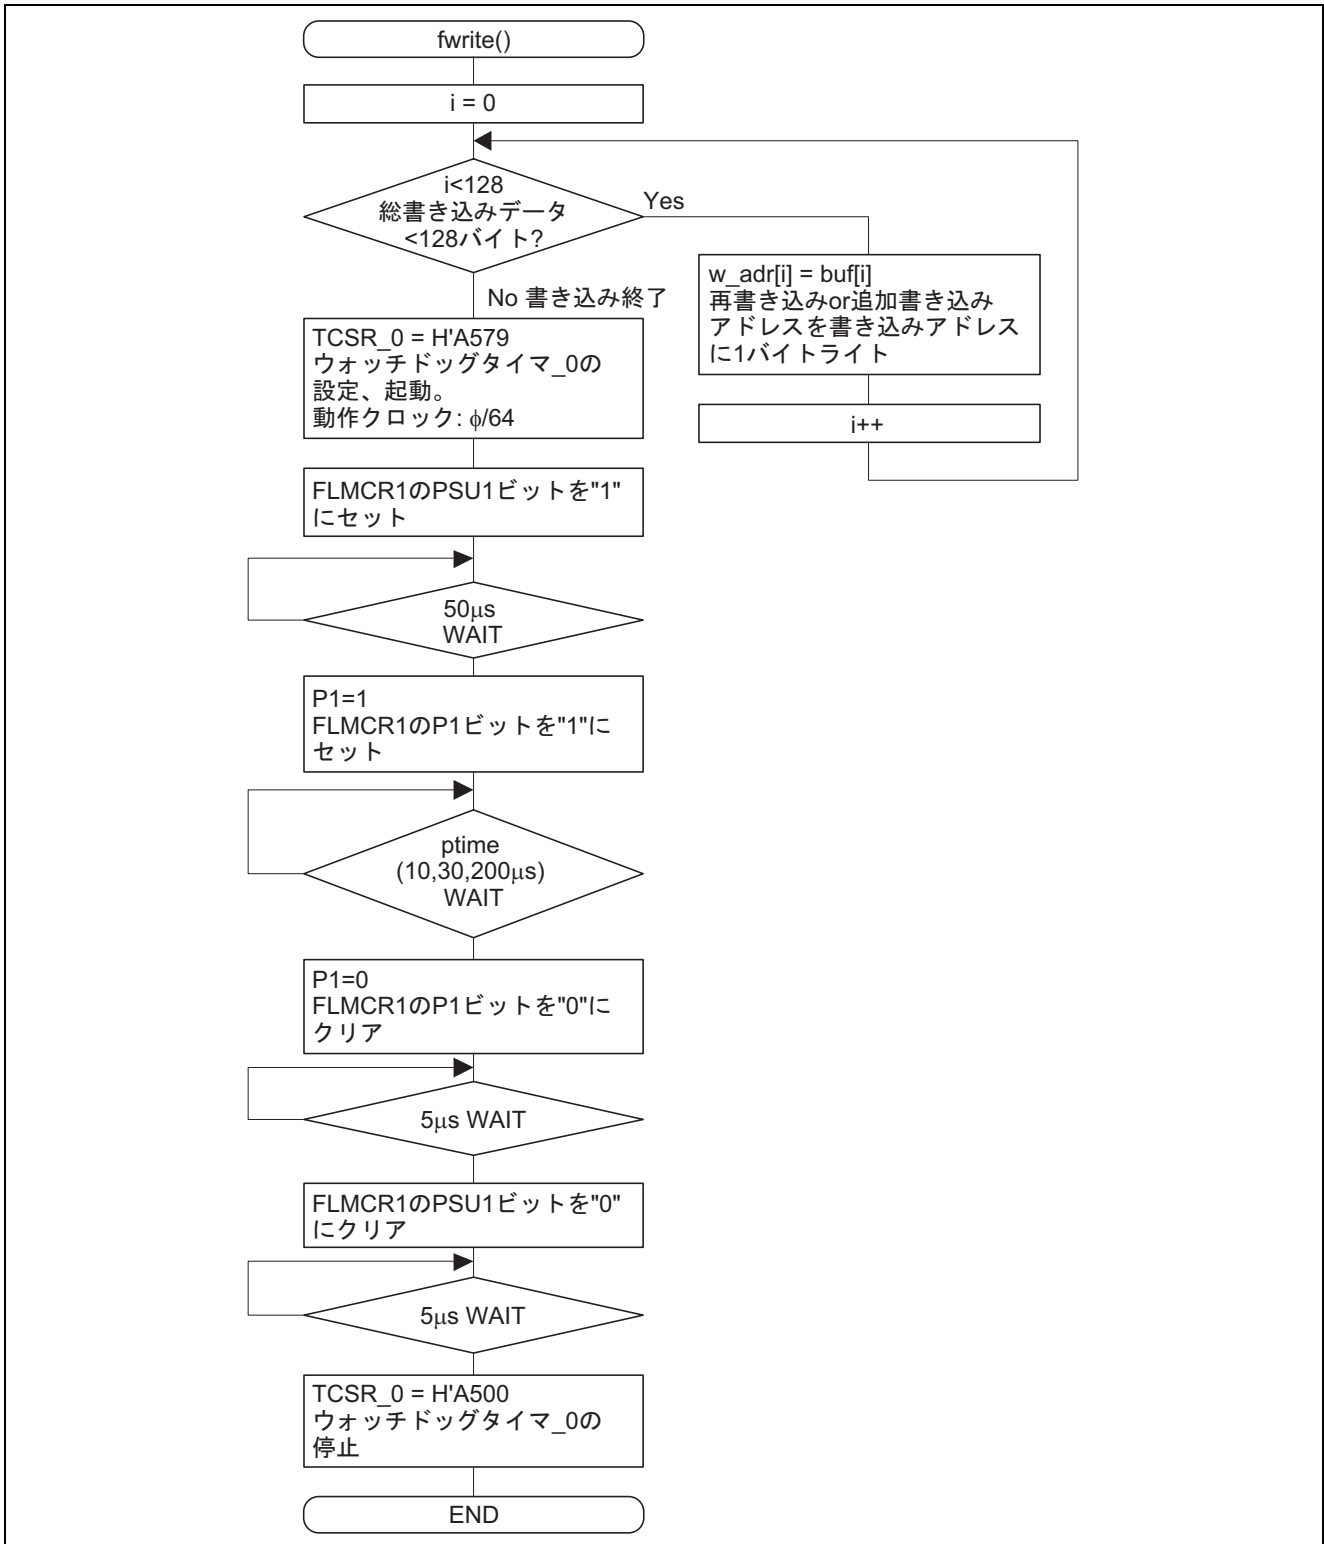 fwrite()
i = 0
i<128
総書き込みデータ
<128バイト?
Yes
w_adr[i] = buf[i]
再書き込みor追加書き込み
アドレスを書き込みアドレス
に1バイトライト
i++
No 書き込み終了
TCSR_0 = H'A579
ウォッチドッグタイマ_0の
設定、起動。
動作クロック: ϕ/64
FLMCR1のPSU1ビットを"1"
にセット
50μs
WAIT
P1=1
FLMCR1のP1ビットを"1"に
セット
ptime
(10,30,200μs)
WAIT
P1=0
FLMCR1のP1ビットを"0"に
クリア
5μs WAIT
FLMCR1のPSU1ビットを"0"
にクリア
5μs WAIT
TCSR_0 = H'A500
ウォッチドッグタイマ_0の
停止
END